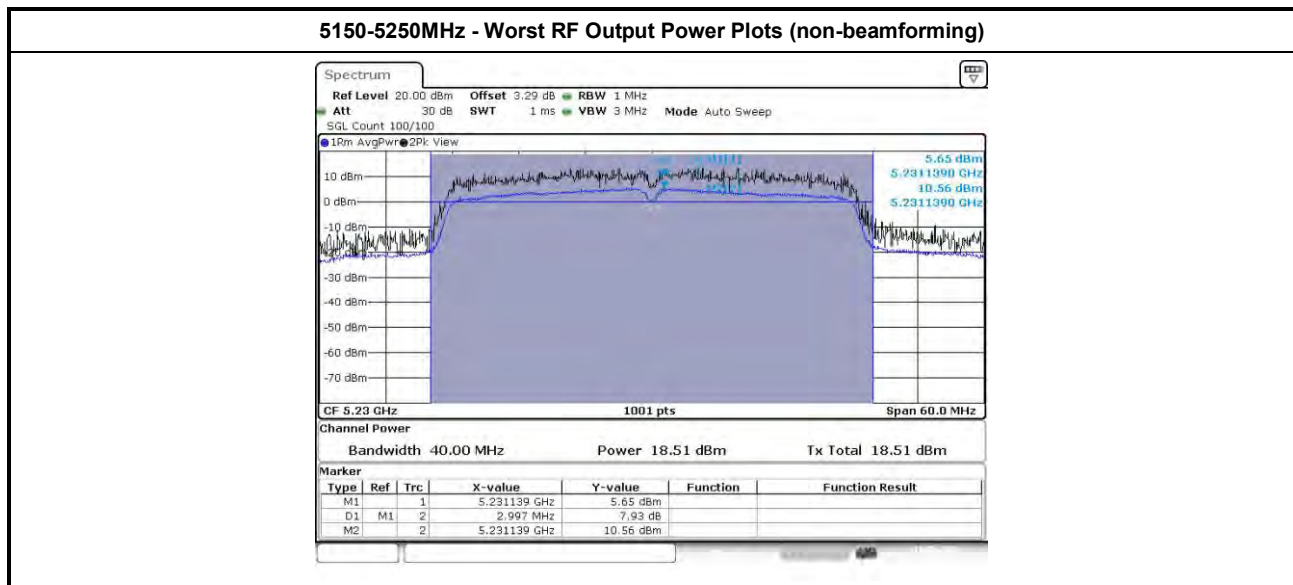 5150-5250MHz - Worst RF Output Power Plots (non-beamforming)
Spectrum
Ref Level 20.00 dBm Offset 3.29 dB RBW 1 MHz
Att 30 dB SWT 1 ms VBW 3 MHz Mode Auto Sweep
SGL Count 100/100
1Rm AvgPwr 2Pk View
5.65 dBm
5.2311390 GHz
10.56 dBm
5.2311390 GHz
10 dBm
0 dBm
-10 dBm
-30 dBm
-40 dBm
-50 dBm
-60 dBm
-70 dBm
CF 5.23 GHz 1001 pts Span 60.0 MHz
Channel Power
Bandwidth 40.00 MHz Power 18.51 dBm Tx Total 18.51 dBm
Marker
Type Ref Trc X-value Y-value Function Function Result
M1 1 5.231139 GHz 5.65 dBm
D1 M1 2 2.997 MHz 7.93 dB
M2 2 5.231139 GHz 10.56 dBm